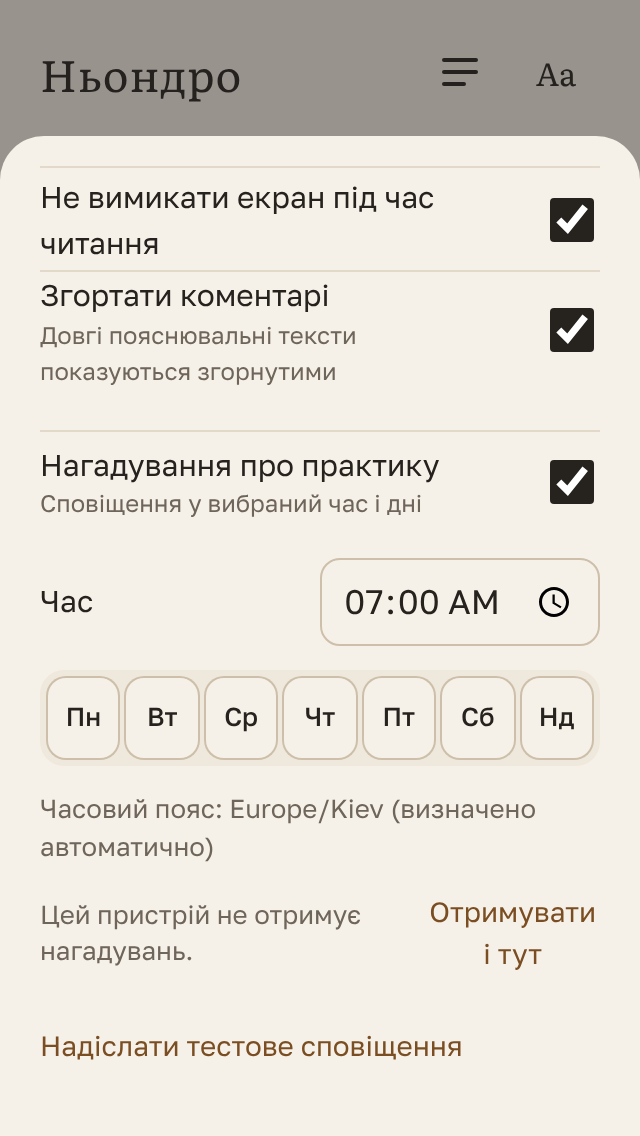 Ньондро
Aa
Не вимикати екран під час
читання
Згортати коментарі
Довгі пояснювальні тексти
показуються згорнутими
Нагадування про практику
Сповіщення у вибраний час і дні
Час
07:00 AM
Пн Вт Ср Чт Пт Сб Нд
Часовий пояс: Europe/Kiev (визначено
автоматично)
Цей пристрій не отримує
нагадувань.
Отримувати
і тут
Надіслати тестове сповіщення